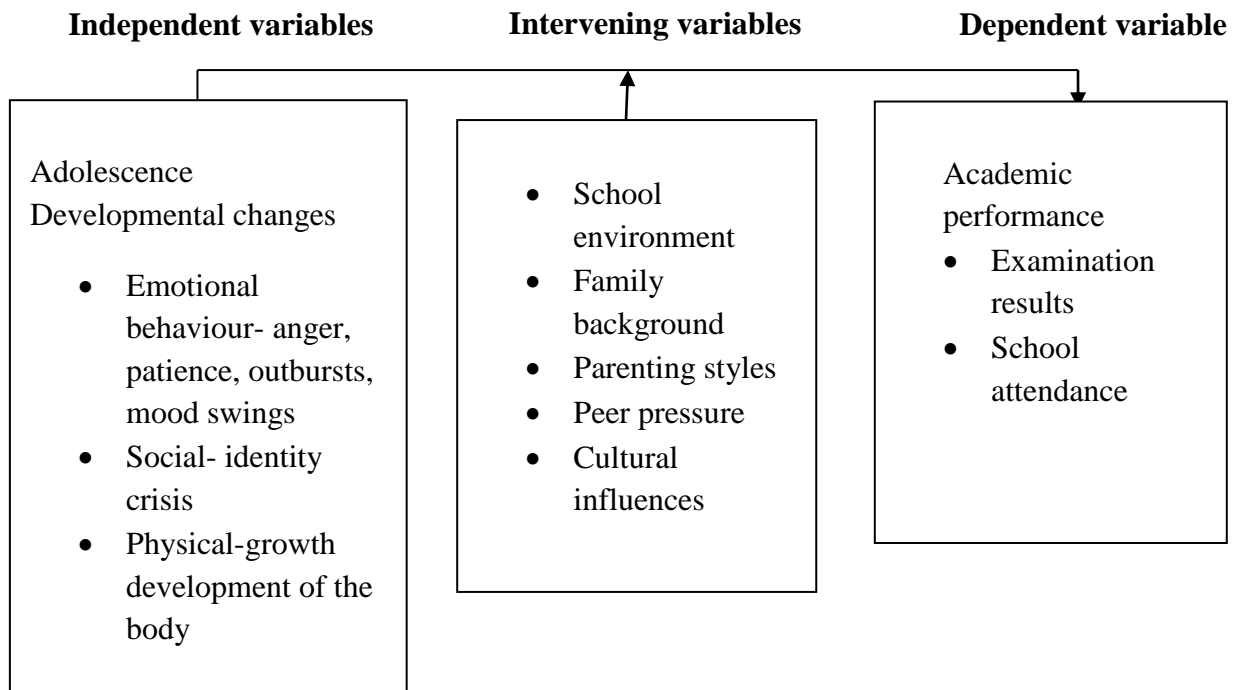 Independent variables
Intervening variables
Dependent variable
Adolescence
Developmental changes
• Emotional
behaviour- anger,
patience, outbursts,
mood swings
• Social- identity
crisis
• Physical-growth
development of the
body
• School
environment
• Family
background
• Parenting styles
• Peer pressure
• Cultural
influences
Academic
performance
• Examination
results
• School
attendance